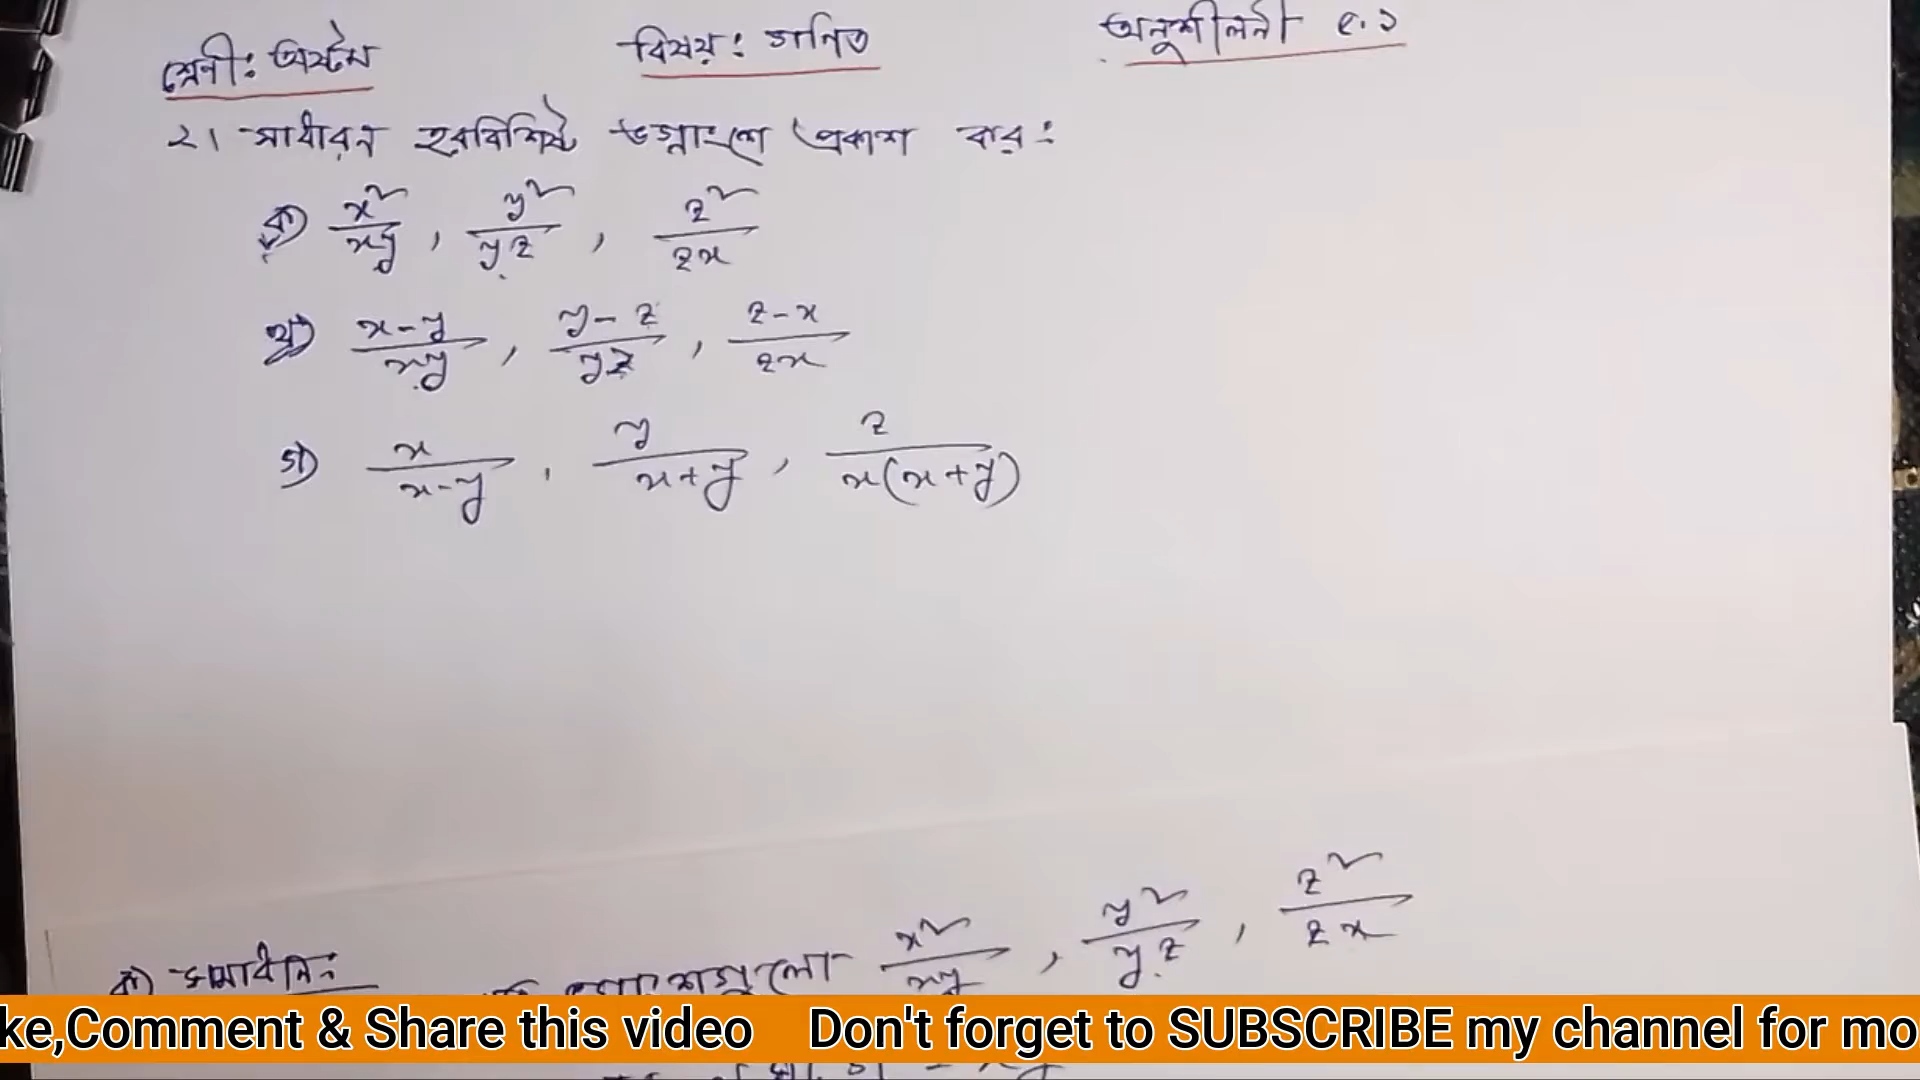 শ্রেণী: অষ্টম বিষয়: গনিত অনুশীলনী ৫.১
২। সাধারন হরবিশিষ্ট ভগ্নাংশে প্রকাশ কর:
ক) x²/xy , y²/yz , z²/zx
খ) x-y/xy , y-z/yz , z-x/zx
গ) x/x-y , y/x+y , z/x(x+y)
ক) সমাধান: x²/xy , y²/yz , z²/zx
ke,Comment & Share this video Don't forget to SUBSCRIBE my channel for mo